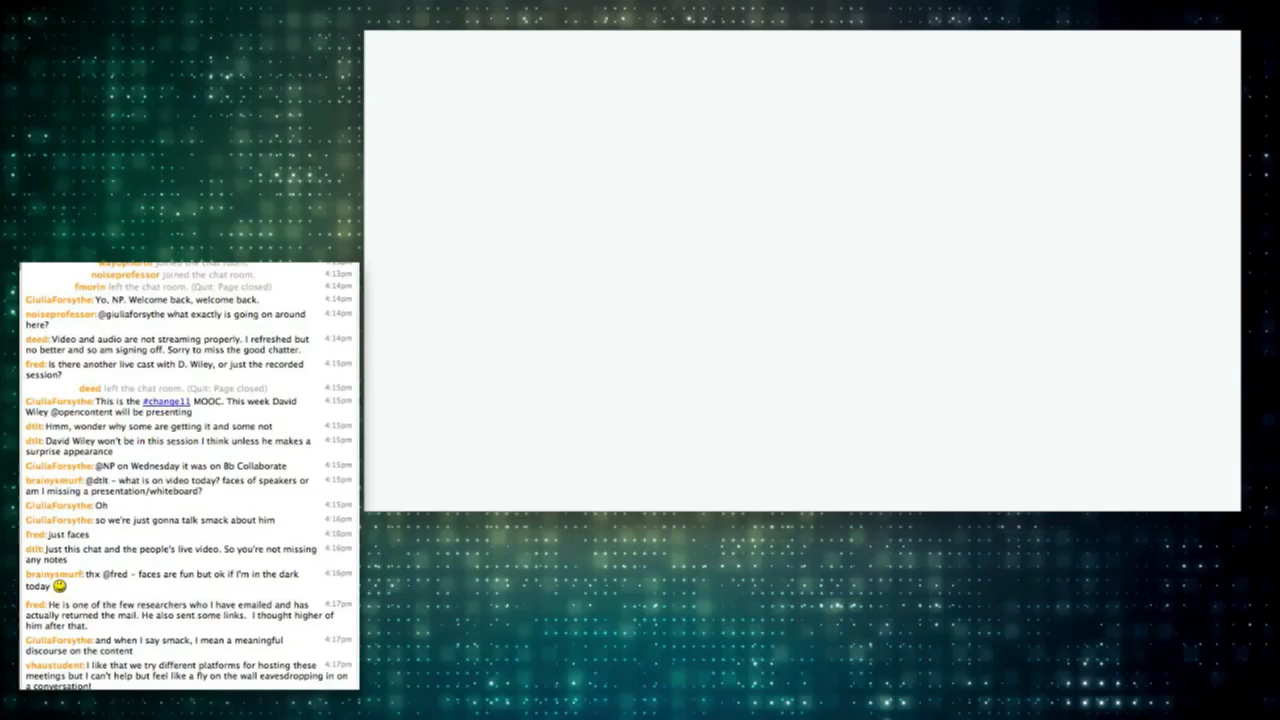 wayupnorth joined the chat room. 4:13pm
noiseprofessor joined the chat room. 4:13pm
fmorin left the chat room. (Quit: Page closed) 4:14pm
GiuliaForsythe: Yo, NP. Welcome back, welcome back. 4:14pm
noiseprofessor: @giuliaforsythe what exactly is going on around 4:14pm
here?
deed: Video and audio are not streaming properly. I refreshed but 4:14pm
no better and so am signing off. Sorry to miss the good chatter.
fred: Is there another live cast with D. Wiley, or just the recorded 4:15pm
session?
deed left the chat room. (Quit: Page closed) 4:15pm
GiuliaForsythe: This is the #change11 MOOC. This week David 4:15pm
Wiley @opencontent will be presenting
dtlt: Hmm, wonder why some are getting it and some not 4:15pm
dtlt: David Wiley won't be in this session I think unless he makes a 4:15pm
surprise appearance
GiuliaForsythe: @NP on Wednesday it was on Bb Collaborate 4:15pm
brainysmurf: @dtlt - what is on video today? faces of speakers or 4:15pm
am I missing a presentation/whiteboard?
GiuliaForsythe: Oh 4:15pm
GiuliaForsythe: so we're just gonna talk smack about him 4:16pm
fred: just faces 4:16pm
dtlt: Just this chat and the people's live video. So you're not missing 4:16pm
any notes
brainysmurf: thx @fred - faces are fun but ok if I'm in the dark 4:16pm
today
fred: He is one of the few researchers who I have emailed and has 4:17pm
actually returned the mail. He also sent some links. I thought higher of
him after that.
GiuliaForsythe: and when I say smack, I mean a meaningful 4:17pm
discourse on the content
vhaustudent: I like that we try different platforms for hosting these 4:17pm
meetings but I can't help but feel like a fly on the wall eavesdropping in on
a conversation!